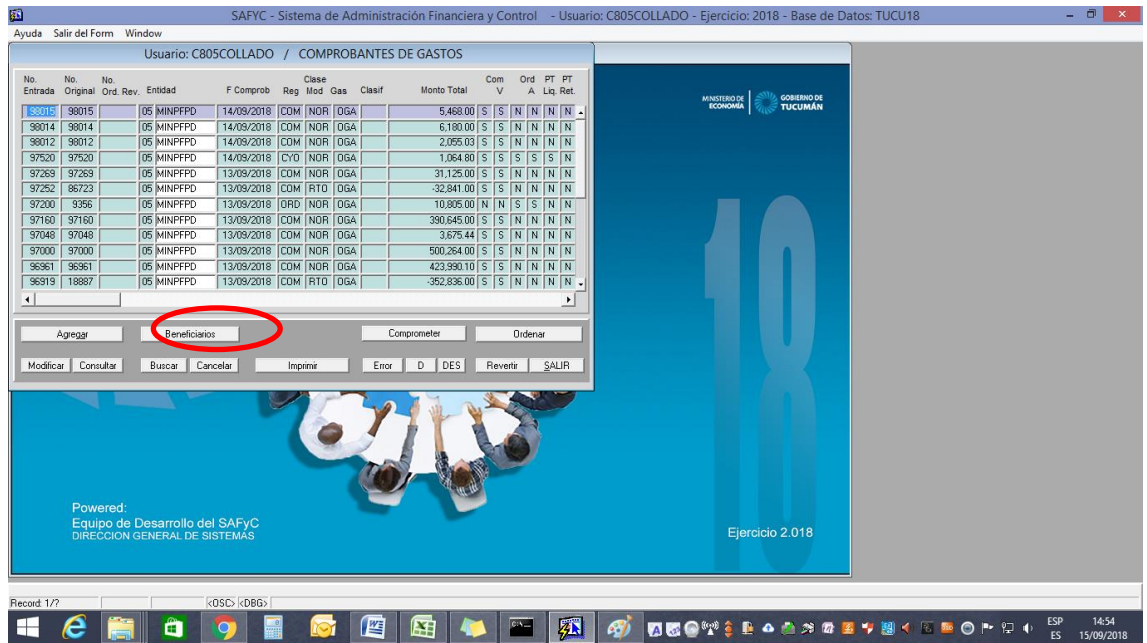 SAFYC - Sistema de Administración Financiera y Control - Usuario: C805COLLADO - Ejercicio: 2018 - Base de Datos: TUCU18
Ayuda Salir del Form Window
Usuario: C805COLLADO / COMPROBANTES DE GASTOS
No. No. No. Clase Com Ord PT PT
Entrada Original Ord. Rev. Entidad F Comprob Reg Mod Gas Clasif Monto Total V A Liq. Ret.
98015 98015 05 MINPFPD 14/09/2018 COM NOR OGA 5,468.00 S S N N N N
98014 98014 05 MINPFPD 14/09/2018 COM NOR OGA 6,180.00 S S N N N N
98012 98012 05 MINPFPD 14/09/2018 COM NOR OGA 2,055.03 S S N N N N
97520 97520 05 MINPFPD 14/09/2018 CYO NOR OGA 1,064.80 S S S S S N
97269 97269 05 MINPFPD 13/09/2018 COM NOR OGA 31,125.00 S S N N N N
97252 86723 05 MINPFPD 13/09/2018 COM RTO OGA -32,841.00 S S N N N N
97200 9356 05 MINPFPD 13/09/2018 ORD NOR OGA 10,805.00 N N S S N N
97160 97160 05 MINPFPD 13/09/2018 COM NOR OGA 390,645.00 S S N N N N
97048 97048 05 MINPFPD 13/09/2018 COM NOR OGA 3,675.44 S S N N N N
97000 97000 05 MINPFPD 13/09/2018 COM NOR OGA 500,264.00 S S N N N N
96961 96961 05 MINPFPD 13/09/2018 COM NOR OGA 423,990.10 S S N N N N
96919 18887 05 MINPFPD 13/09/2018 COM RTO OGA -352,836.00 S S N N N N
Agregar Beneficiarios Comprometer Ordenar
Modificar Consultar Buscar Cancelar Imprimir Error D DES Revertir SALIR
MINISTERIO DE
ECONOMÍA
GOBIERNO DE
TUCUMÁN
18
Powered:
Equipo de Desarrollo del SAFyC
DIRECCION GENERAL DE SISTEMAS
Ejercicio 2.018
Record: 1/? <OSC> <DBG>
ESP 14:54
ES 15/09/2018